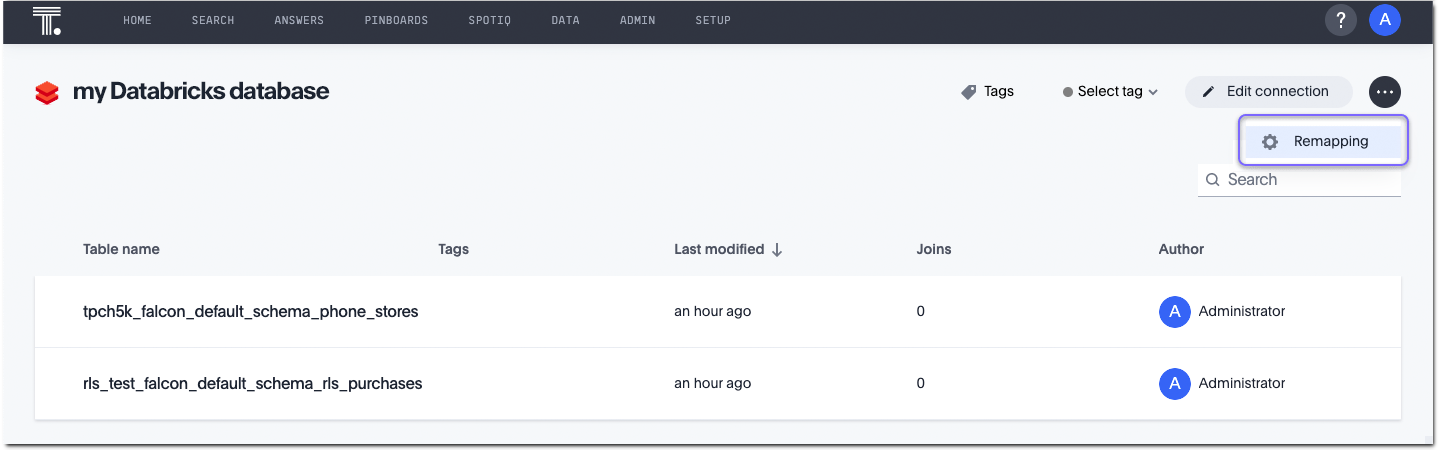 T. HOME SEARCH ANSWERS PINBOARDS SPOTIQ DATA ADMIN SETUP ? A
my Databricks database Tags Select tag Edit connection ...
Remapping
Search
Table name Tags Last modified Joins Author
tpch5k_falcon_default_schema_phone_stores an hour ago 0 A Administrator
rls_test_falcon_default_schema_rls_purchases an hour ago 0 A Administrator